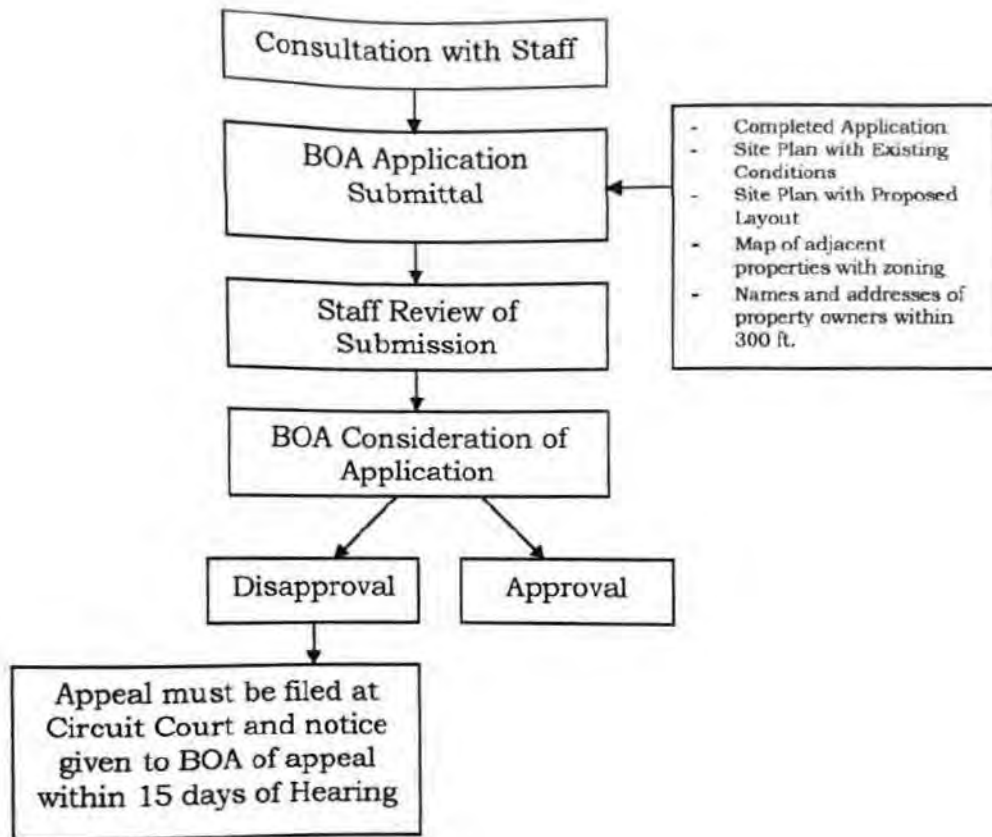 Consultation with Staff
BOA Application
Submittal
- Completed Application
- Site Plan with Existing
Conditions
- Site Plan with Proposed
Layout
- Map of adjacent
properties with zoning
- Names and addresses of
property owners within
300 ft.
Staff Review of
Submission
BOA Consideration of
Application
Disapproval
Approval
Appeal must be filed at
Circuit Court and notice
given to BOA of appeal
within 15 days of Hearing